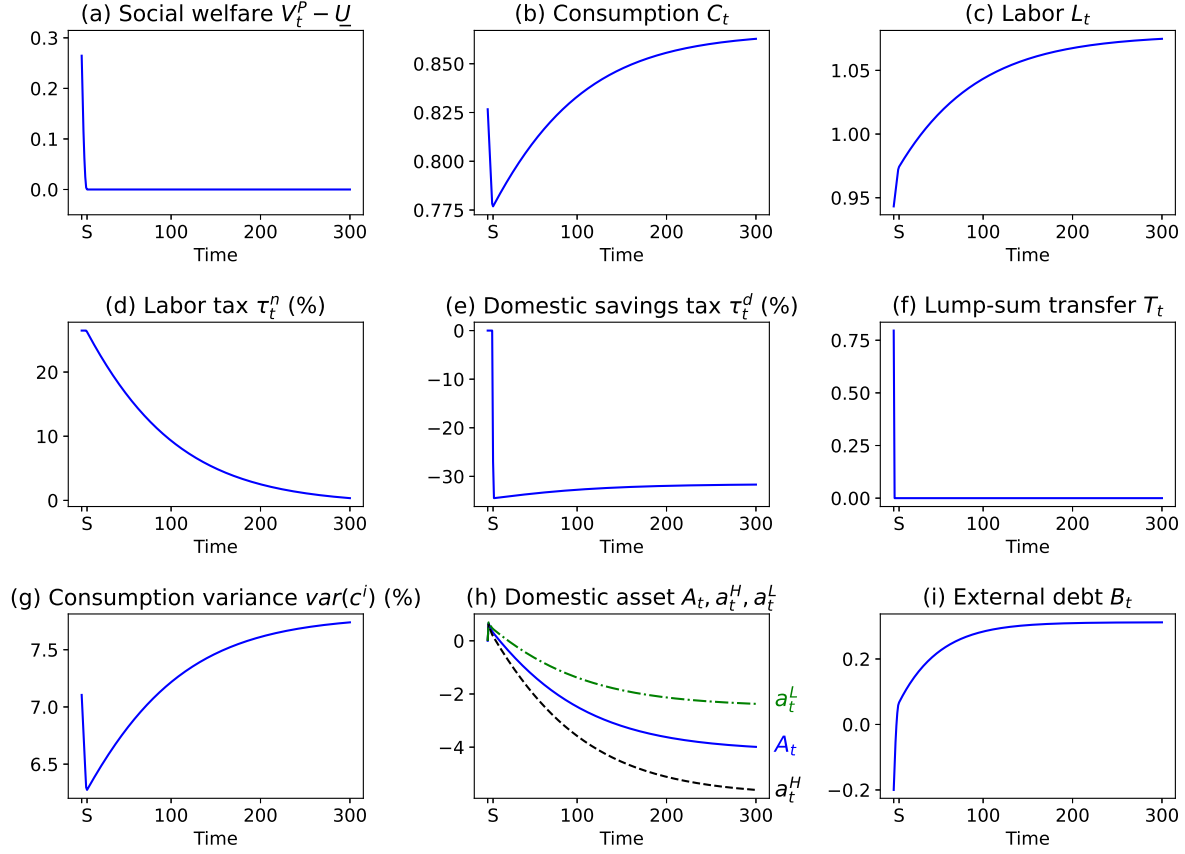 (a) Social welfare $V_t^P - \underline{U}$
0.3
0.2
0.1
0.0
S 100 200 300
Time
(b) Consumption $C_t$
0.850
0.825
0.800
0.775
S 100 200 300
Time
(c) Labor $L_t$
1.05
1.00
0.95
S 100 200 300
Time
(d) Labor tax $\tau_t^n$ (%)
20
10
0
S 100 200 300
Time
(e) Domestic savings tax $\tau_t^d$ (%)
0
−10
−20
−30
S 100 200 300
Time
(f) Lump-sum transfer $T_t$
0.75
0.50
0.25
0.00
S 100 200 300
Time
(g) Consumption variance $var(c^i)$ (%)
7.5
7.0
6.5
S 100 200 300
Time
(h) Domestic asset $A_t, a_t^H, a_t^L$
0
−2
−4
$a_t^L$
$A_t$
$a_t^H$
S 100 200 300
Time
(i) External debt $B_t$
0.2
0.0
−0.2
S 100 200 300
Time